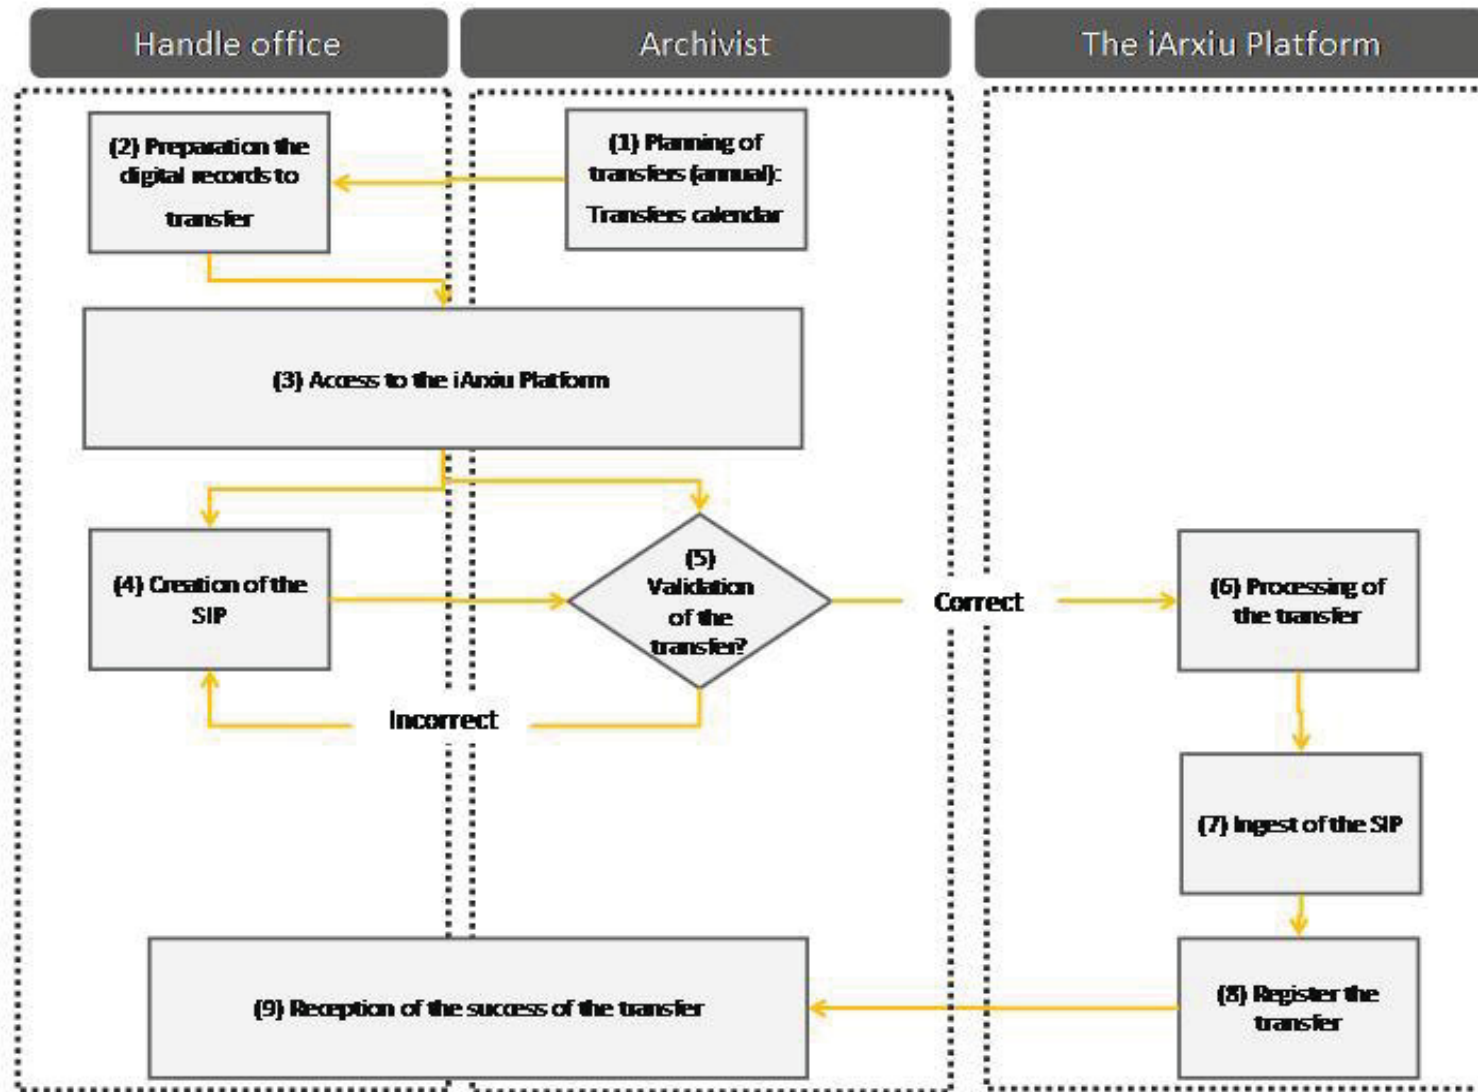 Handle office
Archivist
The iArxiu Platform
(2) Preparation the
digital records to
transfer
(1) Planning of
transfers (annual):
Transfers calendar
(3) Access to the iArxiu Platform
(4) Creation of the
SIP
(5)
Validation
of the
transfer?
Correct
(6) Processing of
the transfer
Incorrect
(7) Ingest of the SIP
(9) Reception of the success of the transfer
(8) Register the
transfer